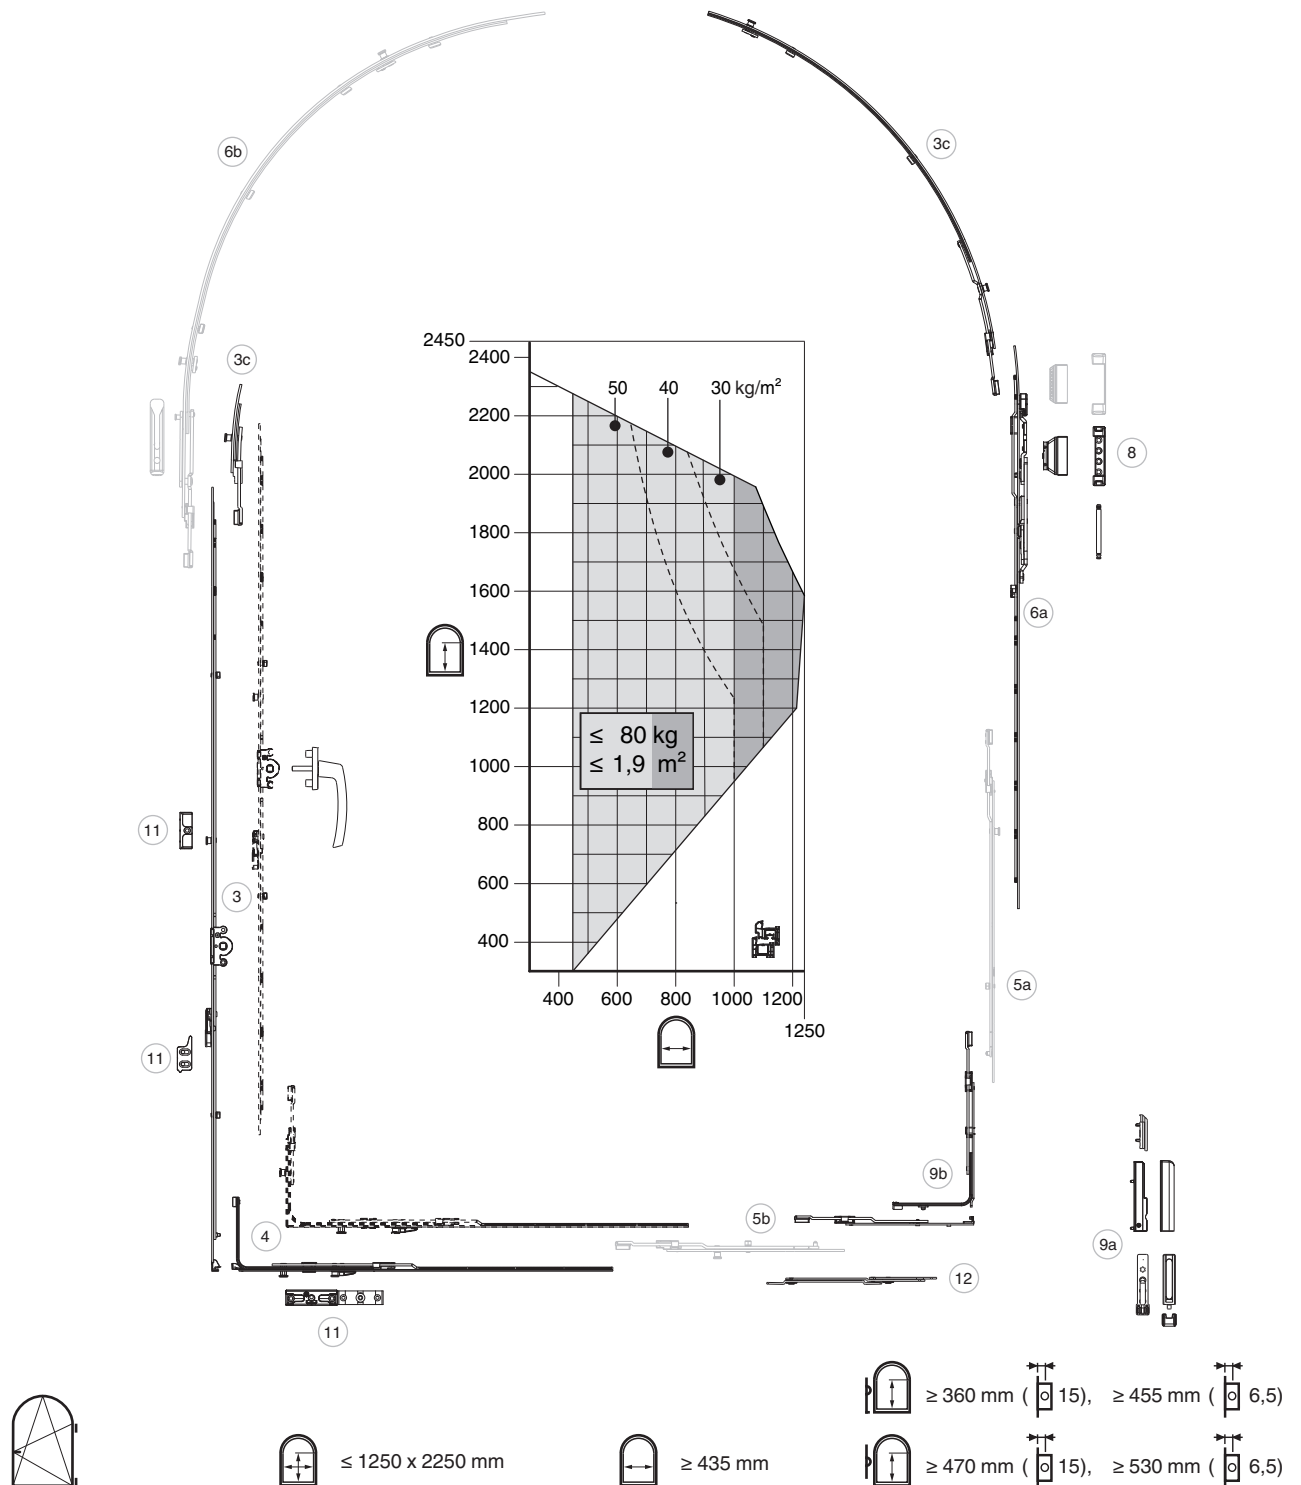 3c
6b
3c
2450
2400
50 40 30 kg/m²
2200
8
2000
1800
1600
6a
1400
1200
≤ 80 kg
≤ 1,9 m²
1000
11
800
3
600
400
5a
400 600 800 1000 1200
1250
11
9b
5b
4
9a
12
11
≥ 360 mm ( 15), ≥ 455 mm ( 6,5)
≤ 1250 x 2250 mm
≥ 435 mm
≥ 470 mm ( 15), ≥ 530 mm ( 6,5)